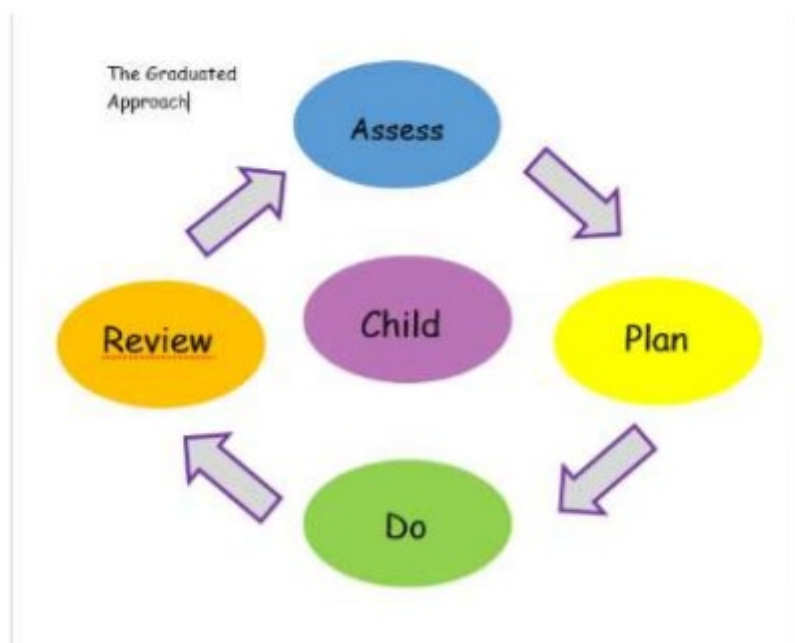 The Graduated
Approach
Assess
Review
Child
Plan
Do